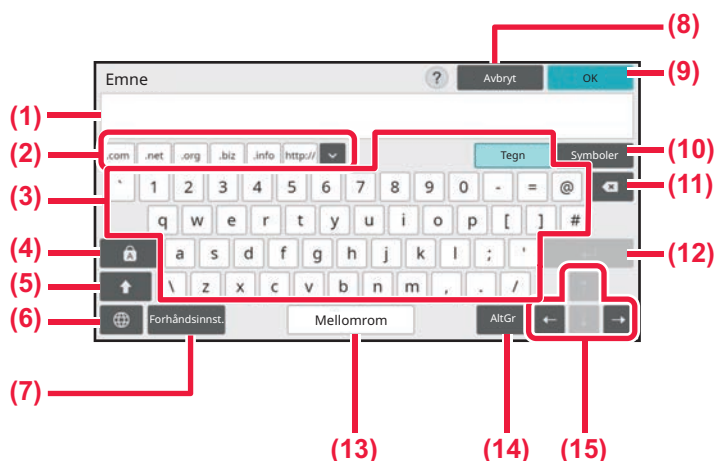 (8)
Emne ? Avbryt OK (9)
(1)
(2) .com .net .org .biz .info http:// Tegn Symboler (10)
(3) ` 1 2 3 4 5 6 7 8 9 0 - = @ (11)
q w e r t y u i o p [ ] #
(4) A a s d f g h j k l ; ' (12)
(5) \ z x c v b n m , . / ↑
(6) Forhåndsinnst. Mellomrom AltGr ← ↓ →
(7)
(13) (14) (15)